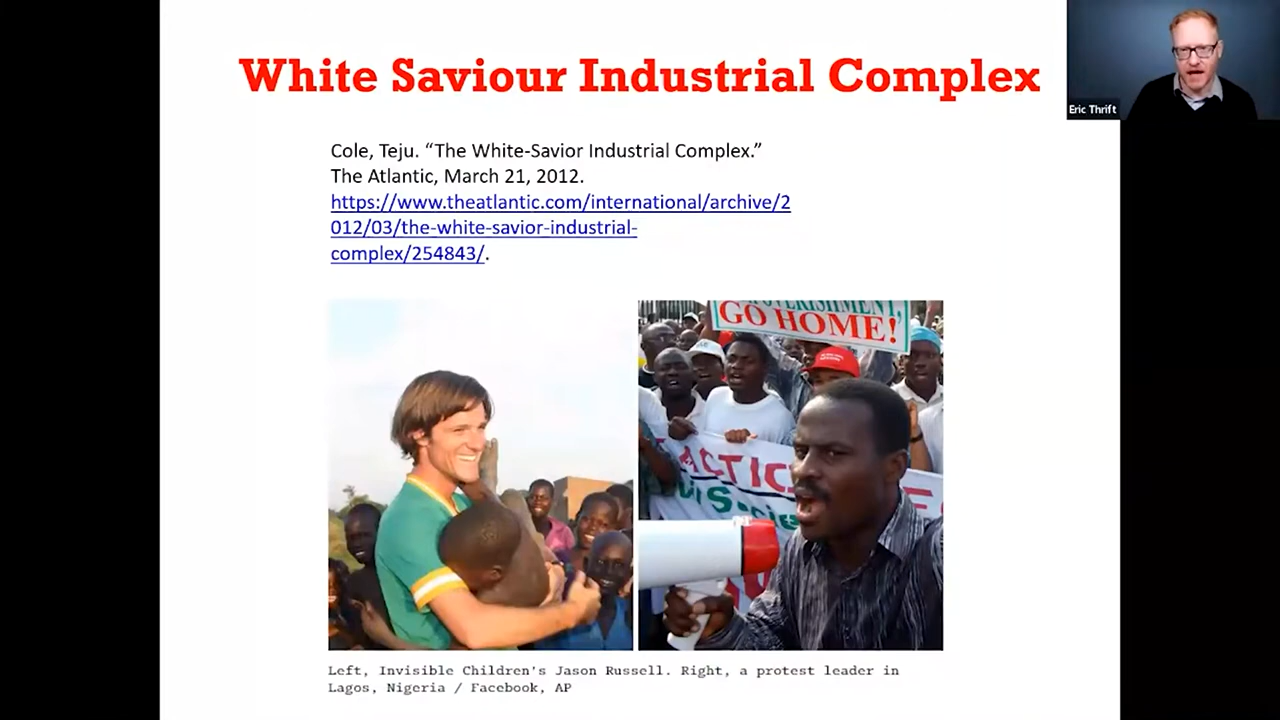 White Saviour Industrial Complex
Eric Thrift
Cole, Teju. “The White-Savior Industrial Complex.”
The Atlantic, March 21, 2012.
https://www.theatlantic.com/international/archive/2
012/03/the-white-savior-industrial-
complex/254843/.
GO HOME!
Left, Invisible Children's Jason Russell. Right, a protest leader in
Lagos, Nigeria / Facebook, AP